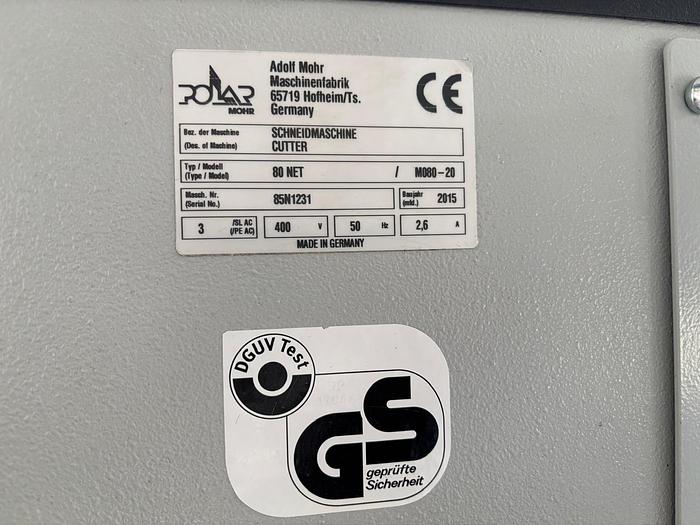 POLAR
MOHR
Adolf Mohr
Maschinenfabrik
65719 Hofheim/Ts.
Germany
CE
Bez. der Maschine
(Des. of Machine)
SCHNEIDMASCHINE
CUTTER
Typ / Modell
(Type / Model)
80 NET / M080-20
Masch. Nr.
(Serial No.)
85N1231
Baujahr
(mfd.)
2015
3 /SL AC
(/PE AC)
400 V
50 Hz
2,6 A
MADE IN GERMANY
DGUV Test
GS
geprüfte
Sicherheit